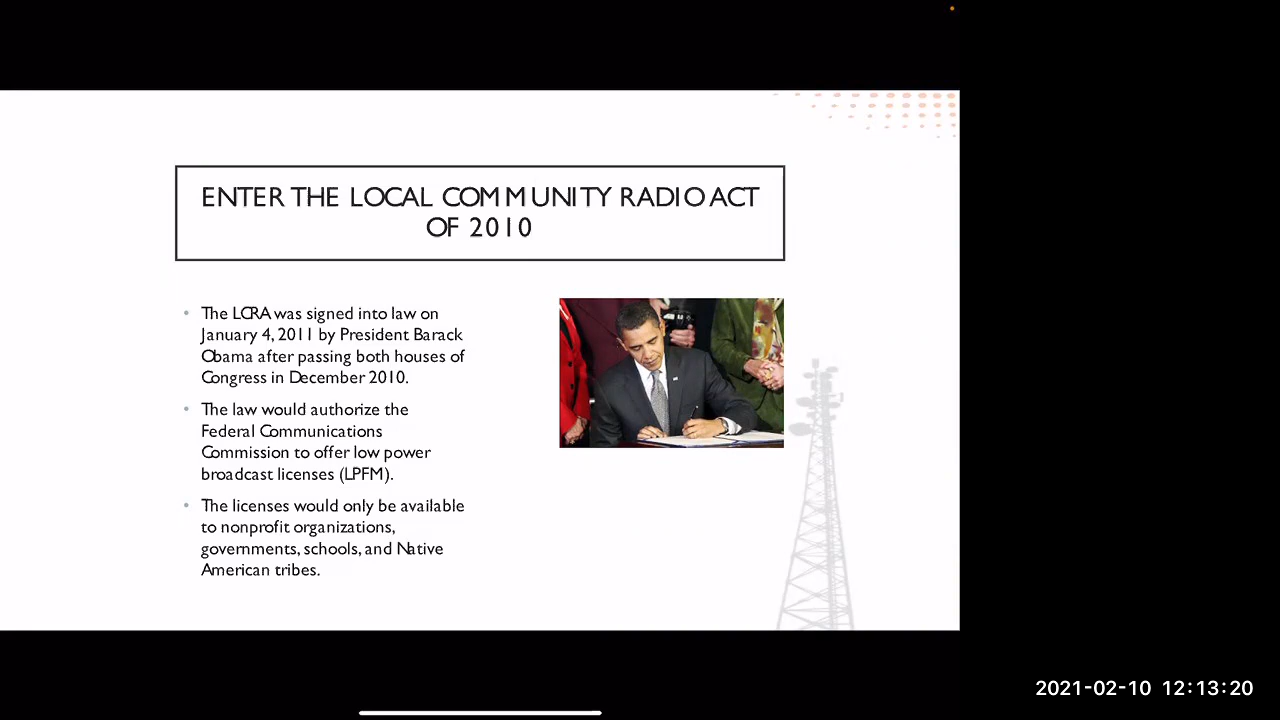 ENTER THE LOCAL COMMUNITY RADIO ACT
OF 2010
• The LCRA was signed into law on
January 4, 2011 by President Barack
Obama after passing both houses of
Congress in December 2010.
• The law would authorize the
Federal Communications
Commission to offer low power
broadcast licenses (LPFM).
• The licenses would only be available
to nonprofit organizations,
governments, schools, and Native
American tribes.
2021-02-10 12:13:20